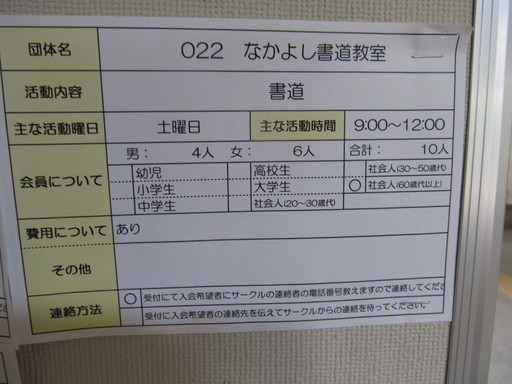 団体名 022 なかよし書道教室
活動内容 書道
主な活動曜日 土曜日 主な活動時間 9:00～12:00
会員について 男: 4人 女: 6人 合計: 10人
幼児 高校生 社会人(30～50歳代)
小学生 大学生 ○ 社会人(60歳代以上)
中学生 社会人(20～30歳代)
費用について あり
その他
連絡方法 ○ 受付にて入会希望者にサークルの連絡者の電話番号教えますので連絡してくださ
受付に入会希望者の連絡先を伝えてサークルからの連絡を待ってください。